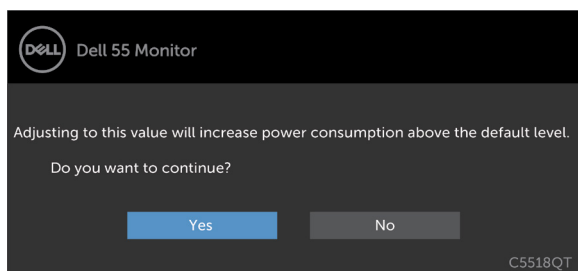 DELL Dell 55 Monitor
Adjusting to this value will increase power consumption above the default level.
Do you want to continue?
Yes No
C5518QT